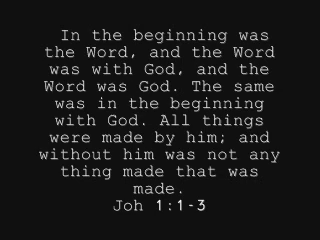 In the beginning was
the Word, and the Word
was with God, and the
Word was God. The same
was in the beginning
with God. All things
were made by him; and
without him was not any
thing made that was
made.
Joh 1:1-3